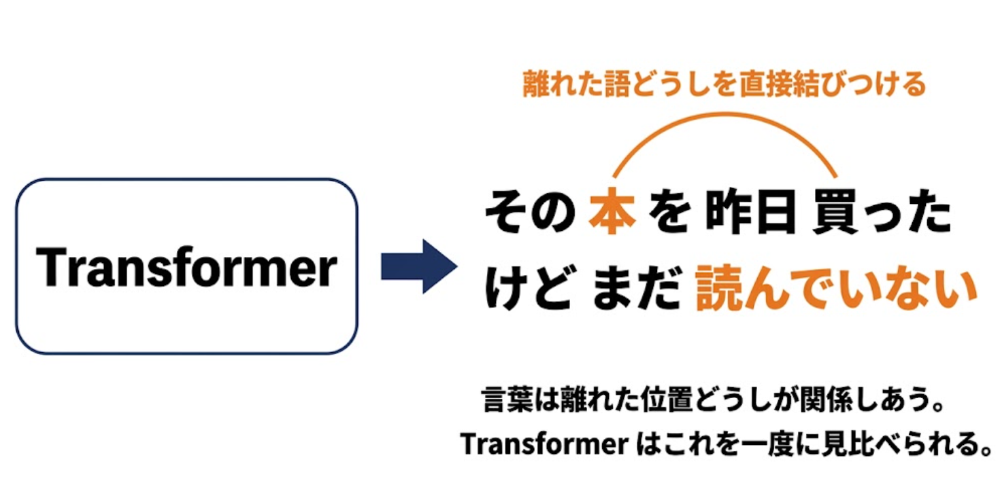 離れた語どうしを直接結びつける
Transformer
その 本 を 昨日 買った
けど まだ 読んでいない
言葉は離れた位置どうしが関係しあう。
Transformer はこれを一度に見比べられる。